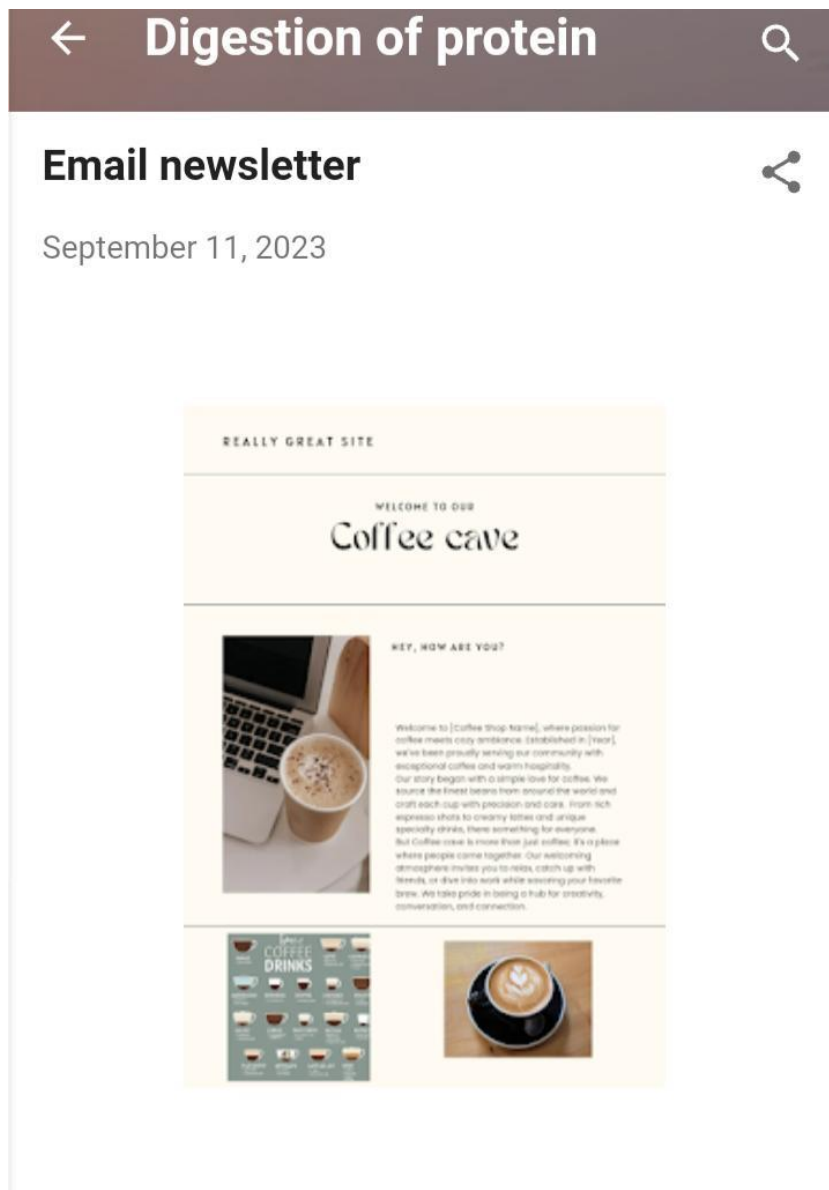 Digestion of protein
Email newsletter
September 11, 2023
REALLY GREAT SITE
WELCOME TO OUR
Coffee cave
HEY, HOW ARE YOU?
Welcome to [Coffee Shop Name], where passion for
coffee meets cozy ambiance. Established in [Year],
we've been proudly serving our community with
exceptional coffee and warm hospitality.
Our story began with a simple love for coffee. We
source the finest beans from around the world and
craft each cup with precision and care. From rich
espresso shots to creamy lattes and unique
specialty drinks, there something for everyone.
But Coffee cave is more than just coffee; it's a place
where people come together. Our welcoming
atmosphere invites you to relax, catch up with
friends, or dive into work while savoring your favorite
brew. We take pride in being a hub for creativity,
conversation, and connection.
COFFEE
DRINKS